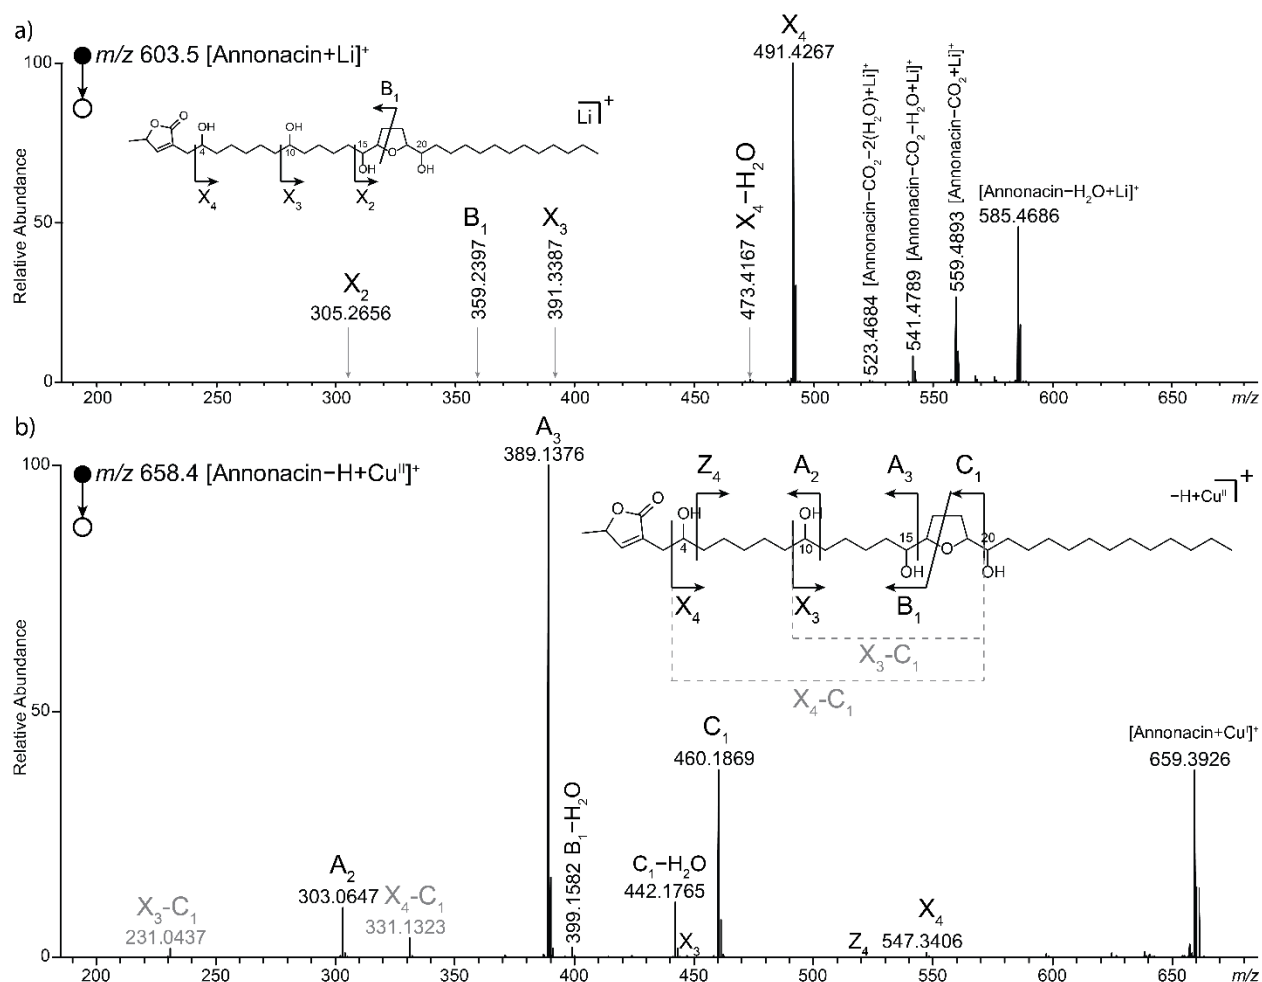 a)
m/z 603.5 [Annonacin+Li]⁺
Relative Abundance
100
50
0
B₁
Li ⁺
O
O
OH
4
OH
10
15
OH
O
20
OH
X₄
X₃
X₂
X₂
305.2656
B₁
359.2397
X₃
391.3387
X₄−H₂O
473.4167
X₄
491.4267
523.4684 [Annonacin−CO₂−2(H₂O)+Li]⁺
541.4789 [Annonacin−CO₂−H₂O+Li]⁺
559.4893 [Annonacin−CO₂+Li]⁺
[Annonacin−H₂O+Li]⁺
585.4686
200 250 300 350 400 450 500 550 600 650 m/z
b)
m/z 658.4 [Annonacin−H+Cuᴵᴵ]⁺
Relative Abundance
100
50
0
Z₄ A₂ A₃ C₁
−H+Cuᴵᴵ ⁺
O
O
OH
4
OH
10
15
OH
O
20
OH
X₄ X₃ B₁
X₃-C₁
X₄-C₁
X₃-C₁
231.0437
A₂
303.0647
X₄-C₁
331.1323
A₃
389.1376
399.1582 B₁−H₂O
C₁−H₂O
442.1765
X₃
C₁
460.1869
Z₄
X₄
547.3406
[Annonacin+Cuᴵ]⁺
659.3926
200 250 300 350 400 450 500 550 600 650 m/z